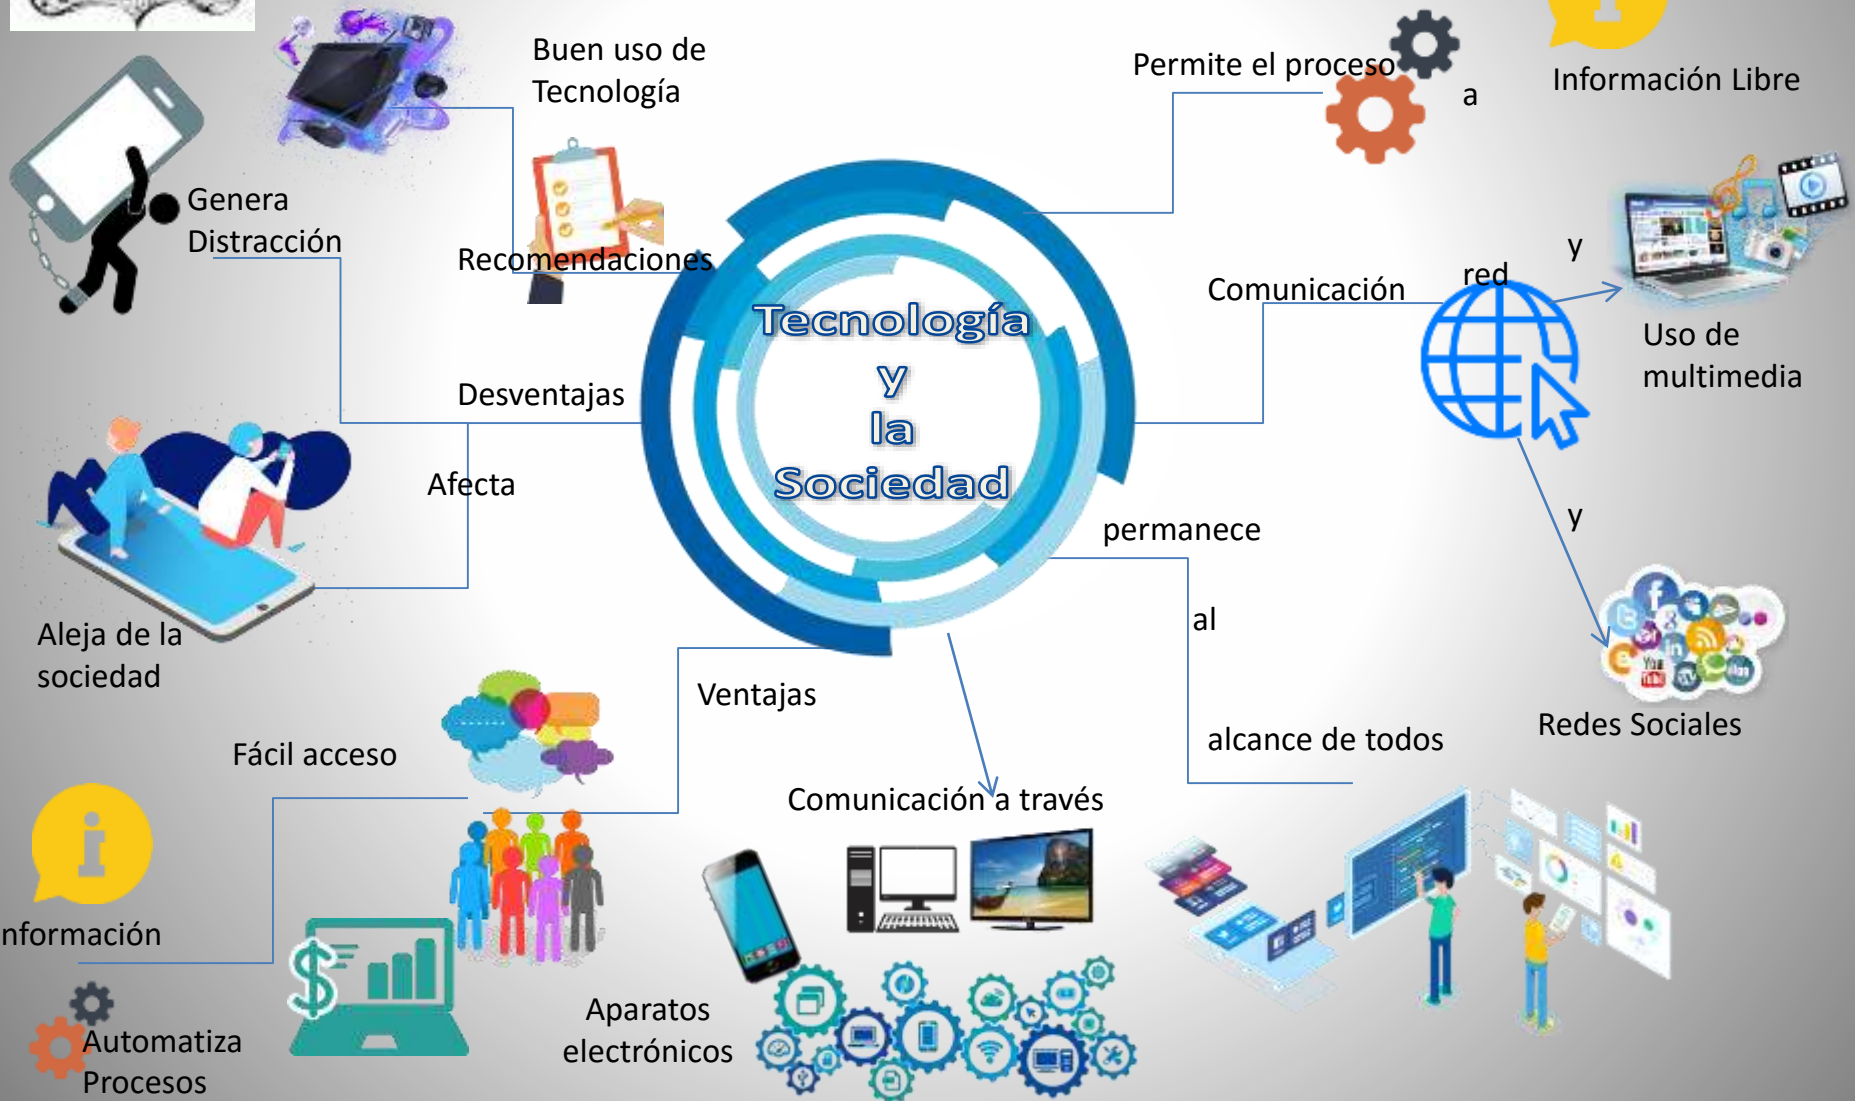 Buen uso de
Tecnología
Permite el proceso
a
Información Libre
Genera
Distracción
Recomendaciones
Comunicación
red
y
Uso de
multimedia
Tecnología
y
la
Sociedad
Desventajas
Afecta
Aleja de la
sociedad
permanece
al
alcance de todos
y
You
Tube
Redes Sociales
Ventajas
Fácil acceso
i
nformación
Comunicación a través
$
Aparatos
electrónicos
Automatiza
Procesos